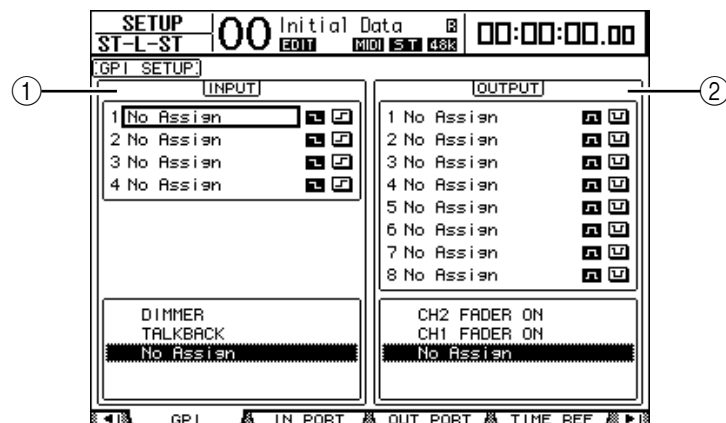 SETUP
ST-L-ST
00 Initial Data R
EDIT MIDI ST 48K
00:00:00.00
GPI SETUP
1
INPUT
1 No Assign
2 No Assign
3 No Assign
4 No Assign
DIMMER
TALKBACK
No Assign
2
OUTPUT
1 No Assign
2 No Assign
3 No Assign
4 No Assign
5 No Assign
6 No Assign
7 No Assign
8 No Assign
CH2 FADER ON
CH1 FADER ON
No Assign
GPI IN PORT OUT PORT TIME REF